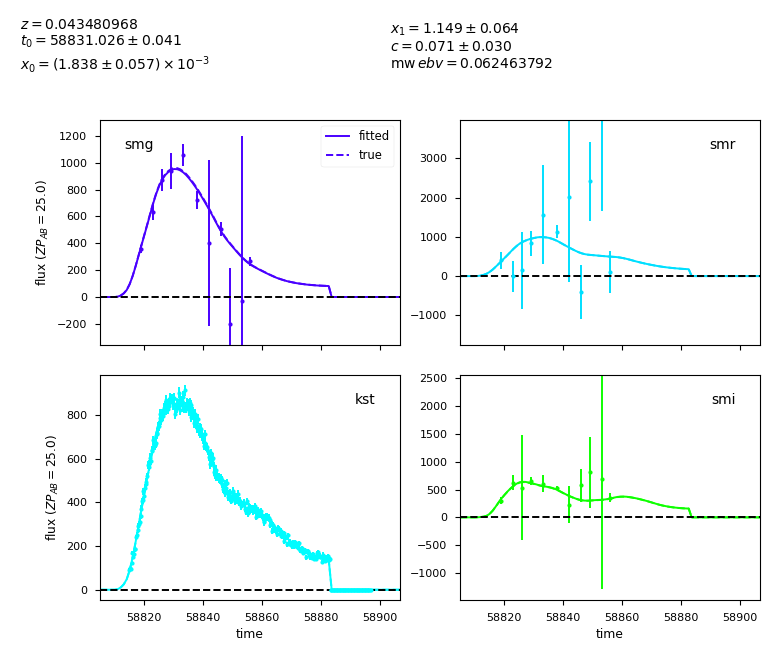 z = 0.043480968
t₀ = 58831.026 ± 0.041
x₀ = (1.838 ± 0.057) × 10⁻³
x₁ = 1.149 ± 0.064
c = 0.071 ± 0.030
mw ebv = 0.062463792
smg
fitted
true
1200
1000
800
600
400
200
0
−200
flux (ZP_AB = 25.0)
smr
3000
2000
1000
0
−1000
kst
800
600
400
200
0
flux (ZP_AB = 25.0)
58820 58840 58860 58880 58900
time
smi
2500
2000
1500
1000
500
0
−500
−1000
58820 58840 58860 58880 58900
time